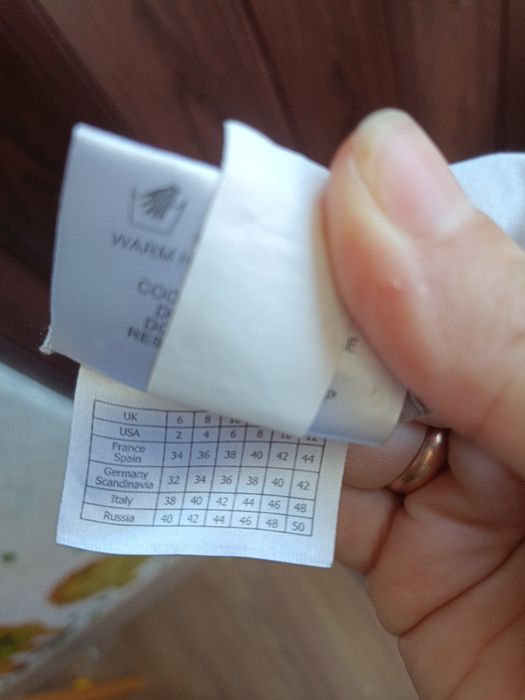 WARM
UK 6 8 10
USA 2 4 6 8 10 12
France Spain 34 36 38 40 42 44
Germany Scandinavia 32 34 36 38 40 42
Italy 38 40 42 44 46 48
Russia 40 42 44 46 48 50